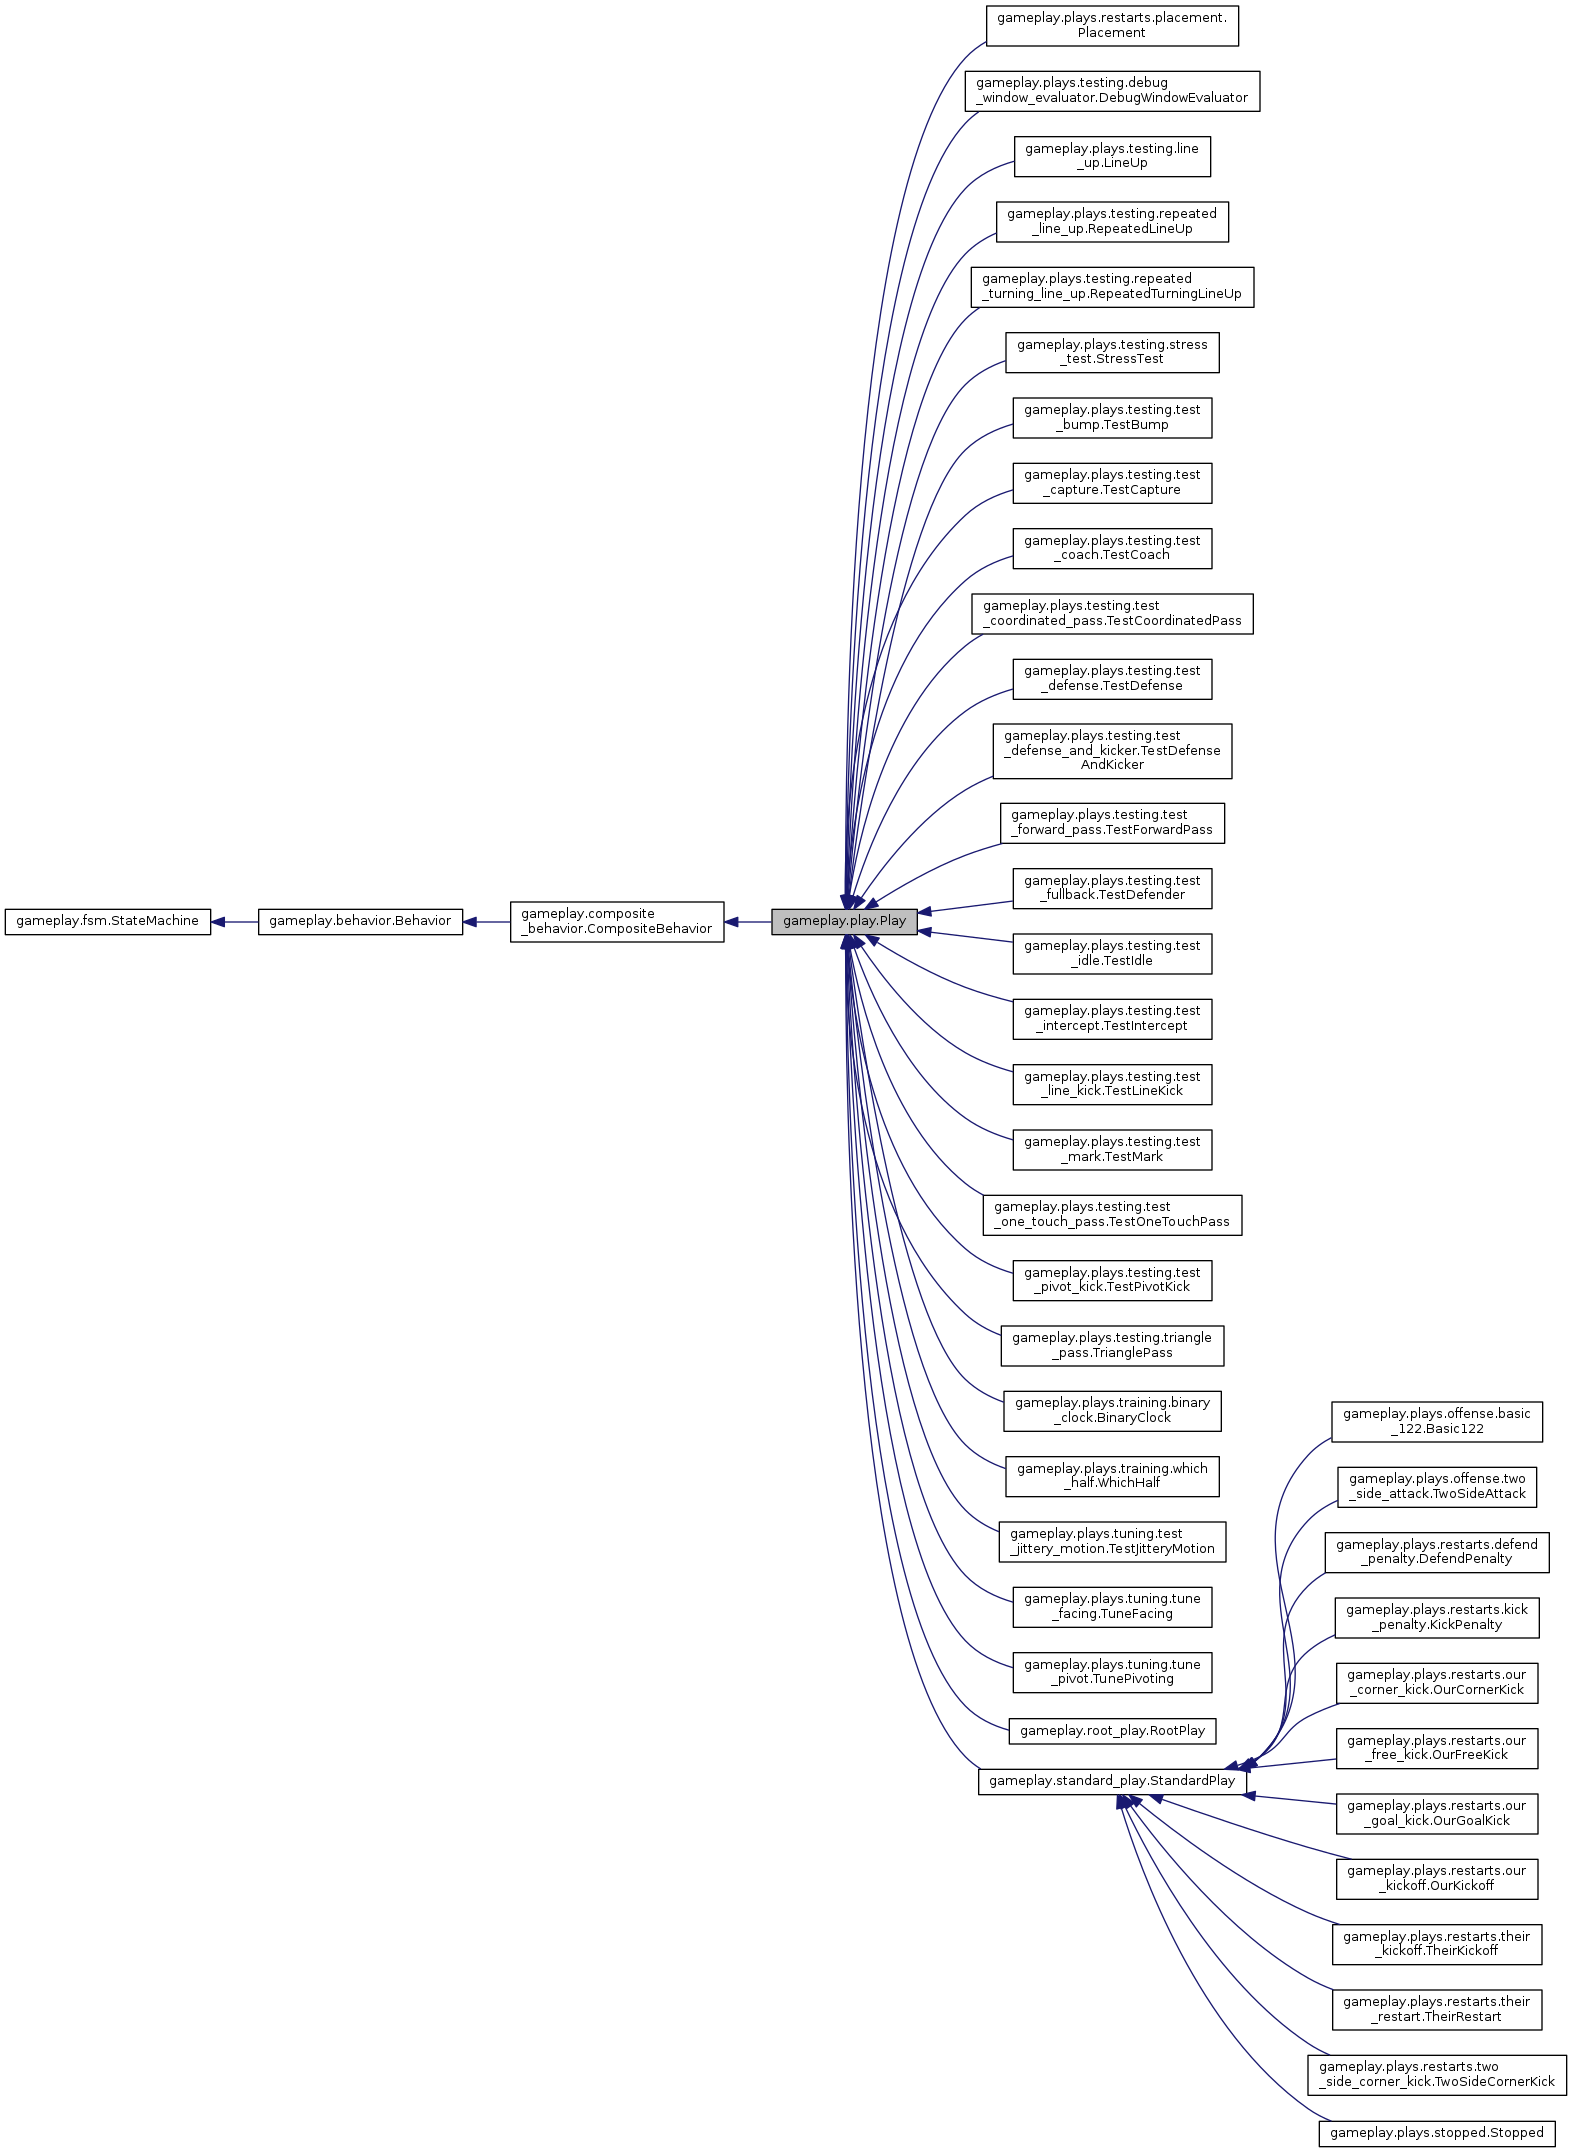 gameplay.plays.restarts.placement.
Placement
gameplay.plays.testing.debug
_window_evaluator.DebugWindowEvaluator
gameplay.plays.testing.line
_up.LineUp
gameplay.plays.testing.repeated
_line_up.RepeatedLineUp
gameplay.plays.testing.repeated
_turning_line_up.RepeatedTurningLineUp
gameplay.plays.testing.stress
_test.StressTest
gameplay.plays.testing.test
_bump.TestBump
gameplay.plays.testing.test
_capture.TestCapture
gameplay.plays.testing.test
_coach.TestCoach
gameplay.plays.testing.test
_coordinated_pass.TestCoordinatedPass
gameplay.plays.testing.test
_defense.TestDefense
gameplay.plays.testing.test
_defense_and_kicker.TestDefense
AndKicker
gameplay.plays.testing.test
_forward_pass.TestForwardPass
gameplay.plays.testing.test
_fullback.TestDefender
gameplay.fsm.StateMachine
gameplay.behavior.Behavior
gameplay.composite
_behavior.CompositeBehavior
gameplay.play.Play
gameplay.plays.testing.test
_idle.TestIdle
gameplay.plays.testing.test
_intercept.TestIntercept
gameplay.plays.testing.test
_line_kick.TestLineKick
gameplay.plays.testing.test
_mark.TestMark
gameplay.plays.testing.test
_one_touch_pass.TestOneTouchPass
gameplay.plays.testing.test
_pivot_kick.TestPivotKick
gameplay.plays.testing.triangle
_pass.TrianglePass
gameplay.plays.training.binary
_clock.BinaryClock
gameplay.plays.training.which
_half.WhichHalf
gameplay.plays.tuning.test
_jittery_motion.TestJitteryMotion
gameplay.plays.tuning.tune
_facing.TuneFacing
gameplay.plays.tuning.tune
_pivot.TunePivoting
gameplay.root_play.RootPlay
gameplay.standard_play.StandardPlay
gameplay.plays.offense.basic
_122.Basic122
gameplay.plays.offense.two
_side_attack.TwoSideAttack
gameplay.plays.restarts.defend
_penalty.DefendPenalty
gameplay.plays.restarts.kick
_penalty.KickPenalty
gameplay.plays.restarts.our
_corner_kick.OurCornerKick
gameplay.plays.restarts.our
_free_kick.OurFreeKick
gameplay.plays.restarts.our
_goal_kick.OurGoalKick
gameplay.plays.restarts.our
_kickoff.OurKickoff
gameplay.plays.restarts.their
_kickoff.TheirKickoff
gameplay.plays.restarts.their
_restart.TheirRestart
gameplay.plays.restarts.two
_side_corner_kick.TwoSideCornerKick
gameplay.plays.stopped.Stopped